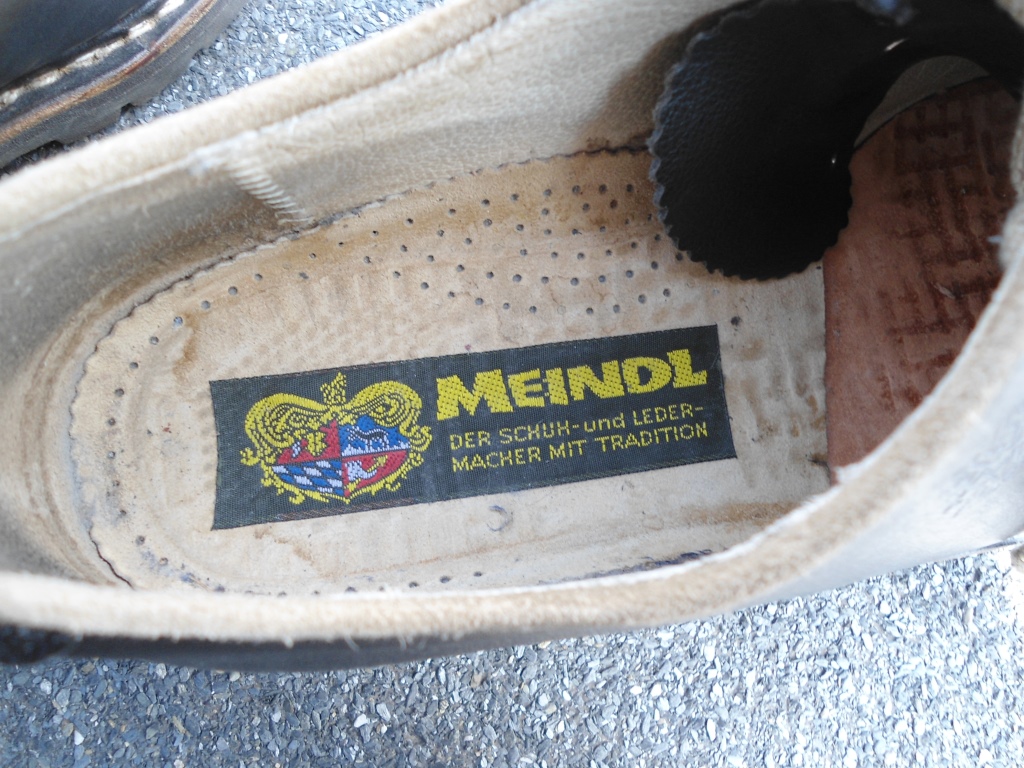 MEINDL
DER SCHUH-und LEDER-
MACHER MIT TRADITION